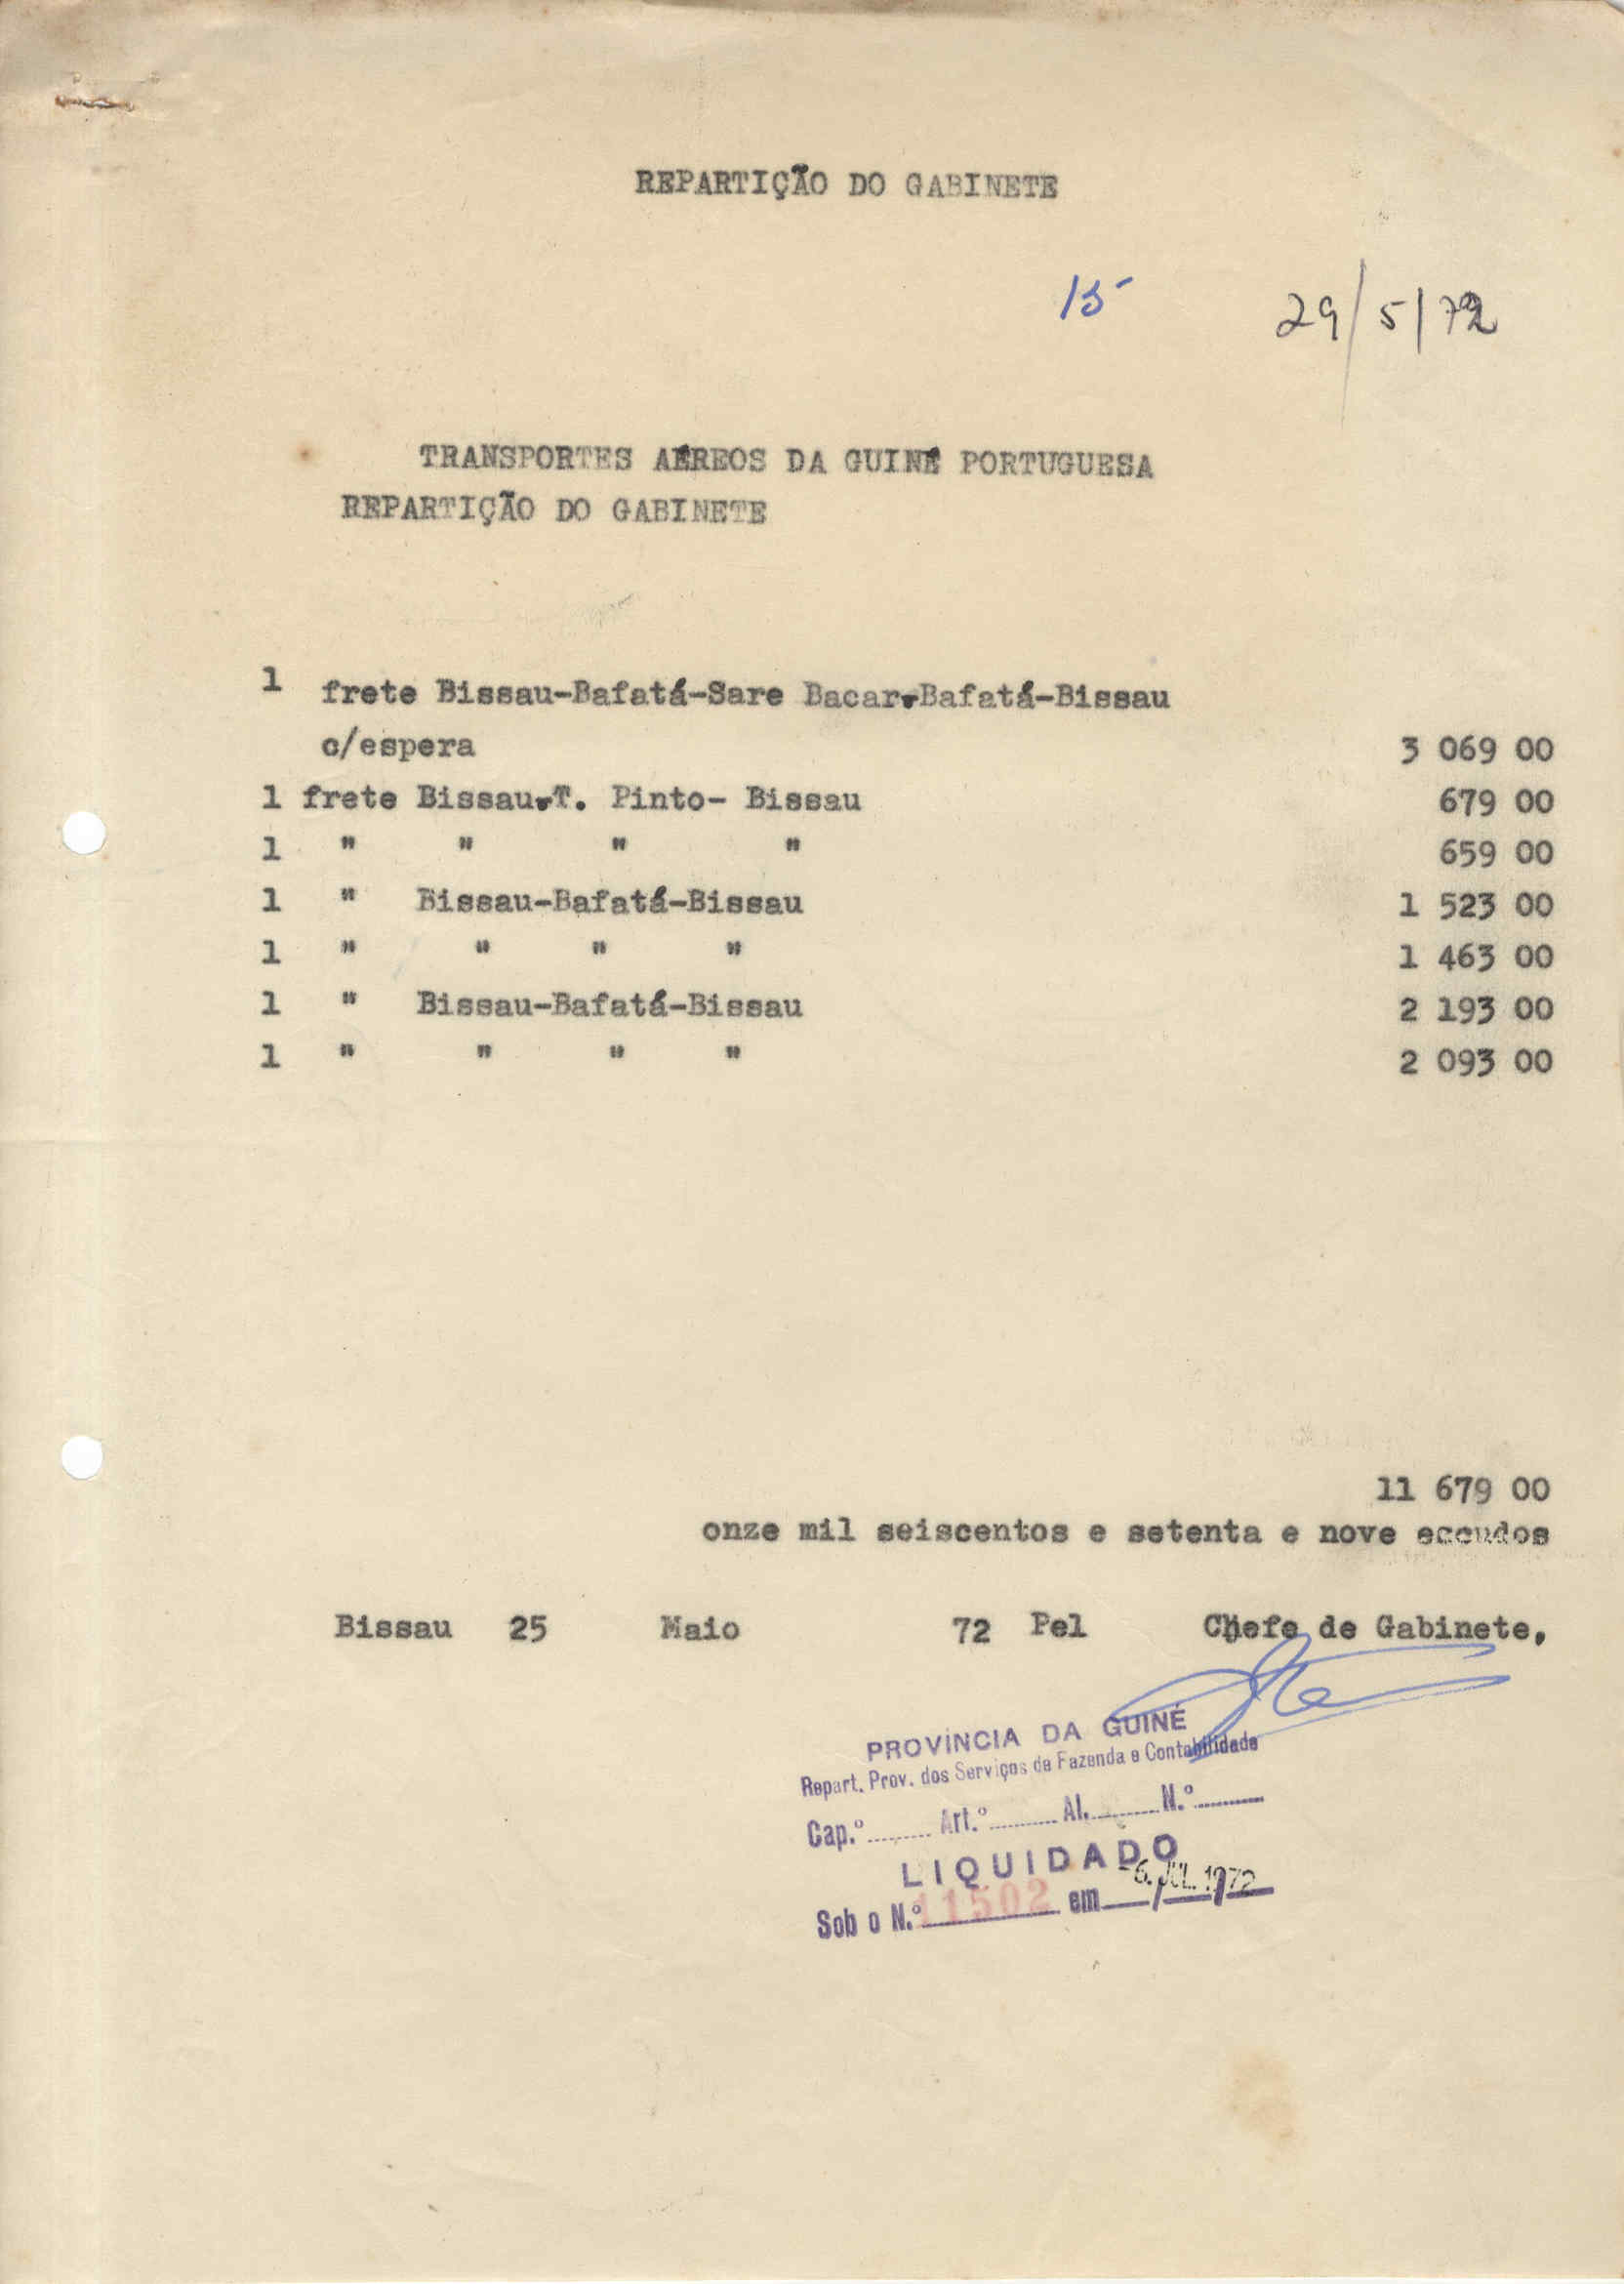 REPARTIÇÃO DO GABINETE
15
29/5/72
TRANSPORTES AÉREOS DA GUINÉ PORTUGUESA
REPARTIÇÃO DO GABINETE
1 frete Bissau-Bafatá-Sare Bacar-Bafatá-Bissau
c/espera 3 069 00
1 frete Bissau-T. Pinto- Bissau 679 00
1 " " " " 659 00
1 " Bissau-Bafatá-Bissau 1 523 00
1 " " " " 1 463 00
1 " Bissau-Bafatá-Bissau 2 193 00
1 " " " " 2 093 00
11 679 00
onze mil seiscentos e setenta e nove escudos
Bissau 25 Maio 72 Pel Chefe de Gabinete,
PROVÍNCIA DA GUINÉ
Repart. Prov. dos Serviços de Fazenda e Contabilidade
Cap.º Art.º Al. N.º
LIQUIDADO
Sob o N.º 11502 em -6. JUL. 1972